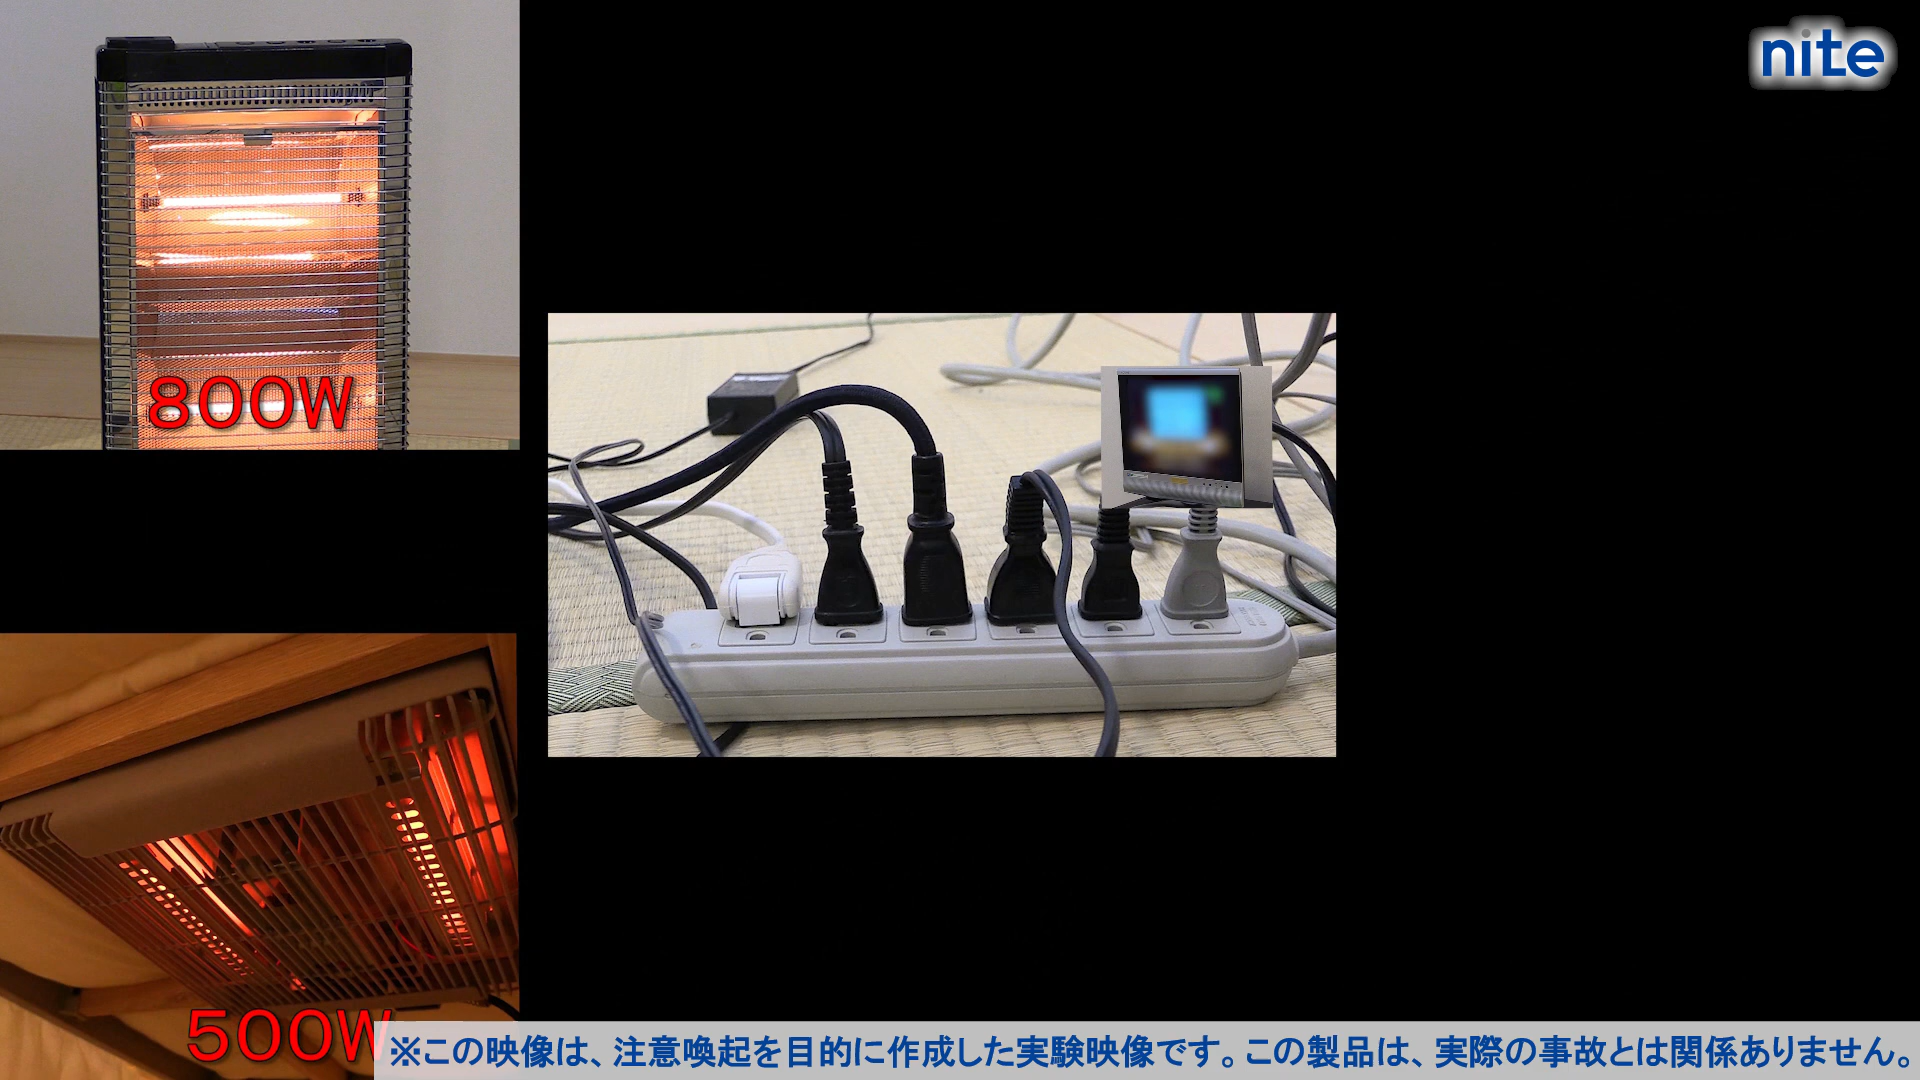 nite
800W
500W
※この映像は、注意喚起を目的に作成した実験映像です。この製品は、実際の事故とは関係ありません。